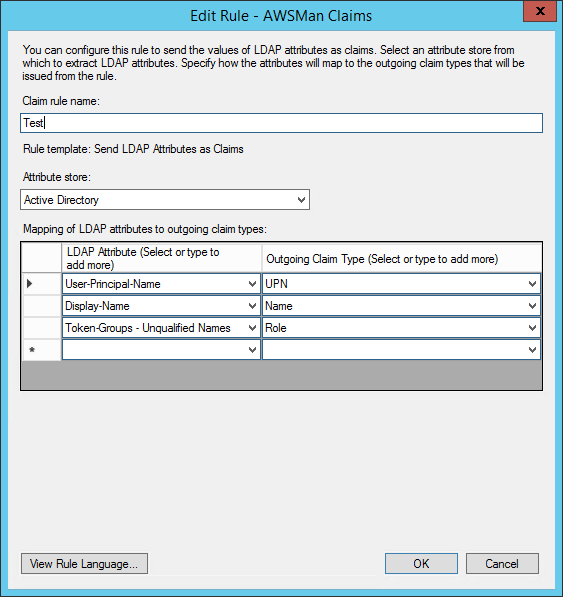 Edit Rule - AWSMan Claims
x
You can configure this rule to send the values of LDAP attributes as claims. Select an attribute store from
which to extract LDAP attributes. Specify how the attributes will map to the outgoing claim types that will be
issued from the rule.
Claim rule name:
Test
Rule template: Send LDAP Attributes as Claims
Attribute store:
Active Directory
Mapping of LDAP attributes to outgoing claim types:
LDAP Attribute (Select or type to
add more)
Outgoing Claim Type (Select or type to add more)
User-Principal-Name UPN
Display-Name Name
Token-Groups - Unqualified Names Role
*
View Rule Language... OK Cancel